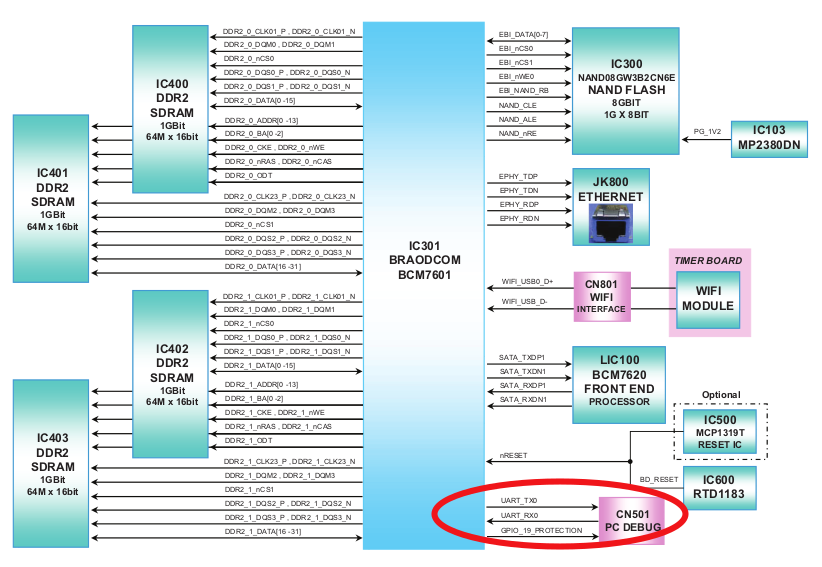 DDR2_0_CLK01_P , DDR2_0_CLK01_N
DDR2_0_DQM0 , DDR2_0_DQM1
DDR2_0_nCS0
DDR2_0_DQS0_P , DDR2_0_DQS0_N
DDR2_0_DQS1_P , DDR2_0_DQS1_N
DDR2_0_DATA[0 -15]
DDR2_0_ADDR[0 -13]
DDR2_0_BA[0 -2]
DDR2_0_CKE , DDR2_0_nWE
DDR2_0_nRAS , DDR2_0_nCAS
DDR2_0_ODT
DDR2_0_CLK23_P , DDR2_0_CLK23_N
DDR2_0_DQM2 , DDR2_0_DQM3
DDR2_0_nCS1
DDR2_0_DQS2_P , DDR2_0_DQS2_N
DDR2_0_DQS3_P , DDR2_0_DQS3_N
DDR2_0_DATA[16 -31]
IC400
DDR2
SDRAM
1GBit
64M x 16bit
IC401
DDR2
SDRAM
1GBit
64M x 16bit
DDR2_1_CLK01_P , DDR2_1_CLK01_N
DDR2_1_DQM0 , DDR2_1_DQM1
DDR2_1_nCS0
DDR2_1_DQS0_P , DDR2_1_DQS0_N
DDR2_1_DQS1_P , DDR2_1_DQS1_N
DDR2_1_DATA[0 -15]
DDR2_1_ADDR[0 -13]
DDR2_1_BA[0 -2]
DDR2_1_CKE , DDR2_1_nWE
DDR2_1_nRAS , DDR2_1_nCAS
DDR2_1_ODT
DDR2_1_CLK23_P , DDR2_1_CLK23_N
DDR2_1_DQM2 , DDR2_1_DQM3
DDR2_1_nCS1
DDR2_1_DQS2_P , DDR2_1_DQS2_N
DDR2_1_DQS3_P , DDR2_1_DQS3_N
DDR2_1_DATA[16 -31]
IC402
DDR2
SDRAM
1GBit
64M x 16bit
IC403
DDR2
SDRAM
1GBit
64M x 16bit
IC301
BRAODCOM
BCM7601
EBI_DATA[0-7]
EBI_nCS0
EBI_nCS1
EBI_nWE0
EBI_NAND_RB
NAND_CLE
NAND_ALE
NAND_nRE
IC300
NAND08GW3B2CN6E
NAND FLASH
8GBIT
1G X 8BIT
PG_1V2
IC103
MP2380DN
EPHY_TDP
EPHY_TDN
EPHY_RDP
EPHY_RDN
JK800
ETHERNET
WIFI_USB0_D+
WIFI_USB_D-
CN801
WIFI
INTERFACE
TIMER BOARD
WIFI
MODULE
SATA_TXDP1
SATA_TXDN1
SATA_RXDP1
SATA_RXDN1
LIC100
BCM7620
FRONT END
PROCESSOR
Optional
IC500
MCP1319T
RESET IC
nRESET
BD_RESET
IC600
RTD1183
UART_TX0
UART_RX0
GPIO_19_PROTECTION
CN501
PC DEBUG